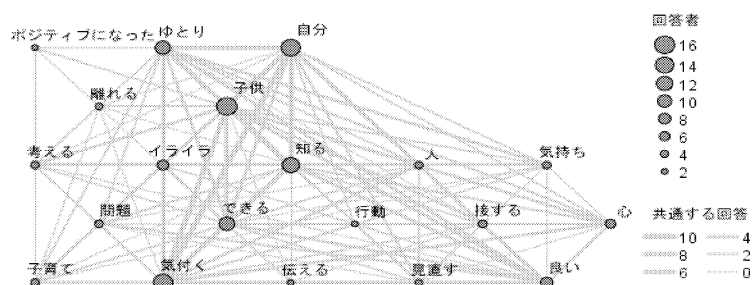 ポジティブになった
ゆとり
自分
離れる
子供
考える
イライラ
知る
人
気持ち
問題
できる
行動
接する
心
子育て
気付く
伝える
見直す
良い
回答者
16
14
12
10
8
6
4
2
共通する回答
10 4
8 2
6 0